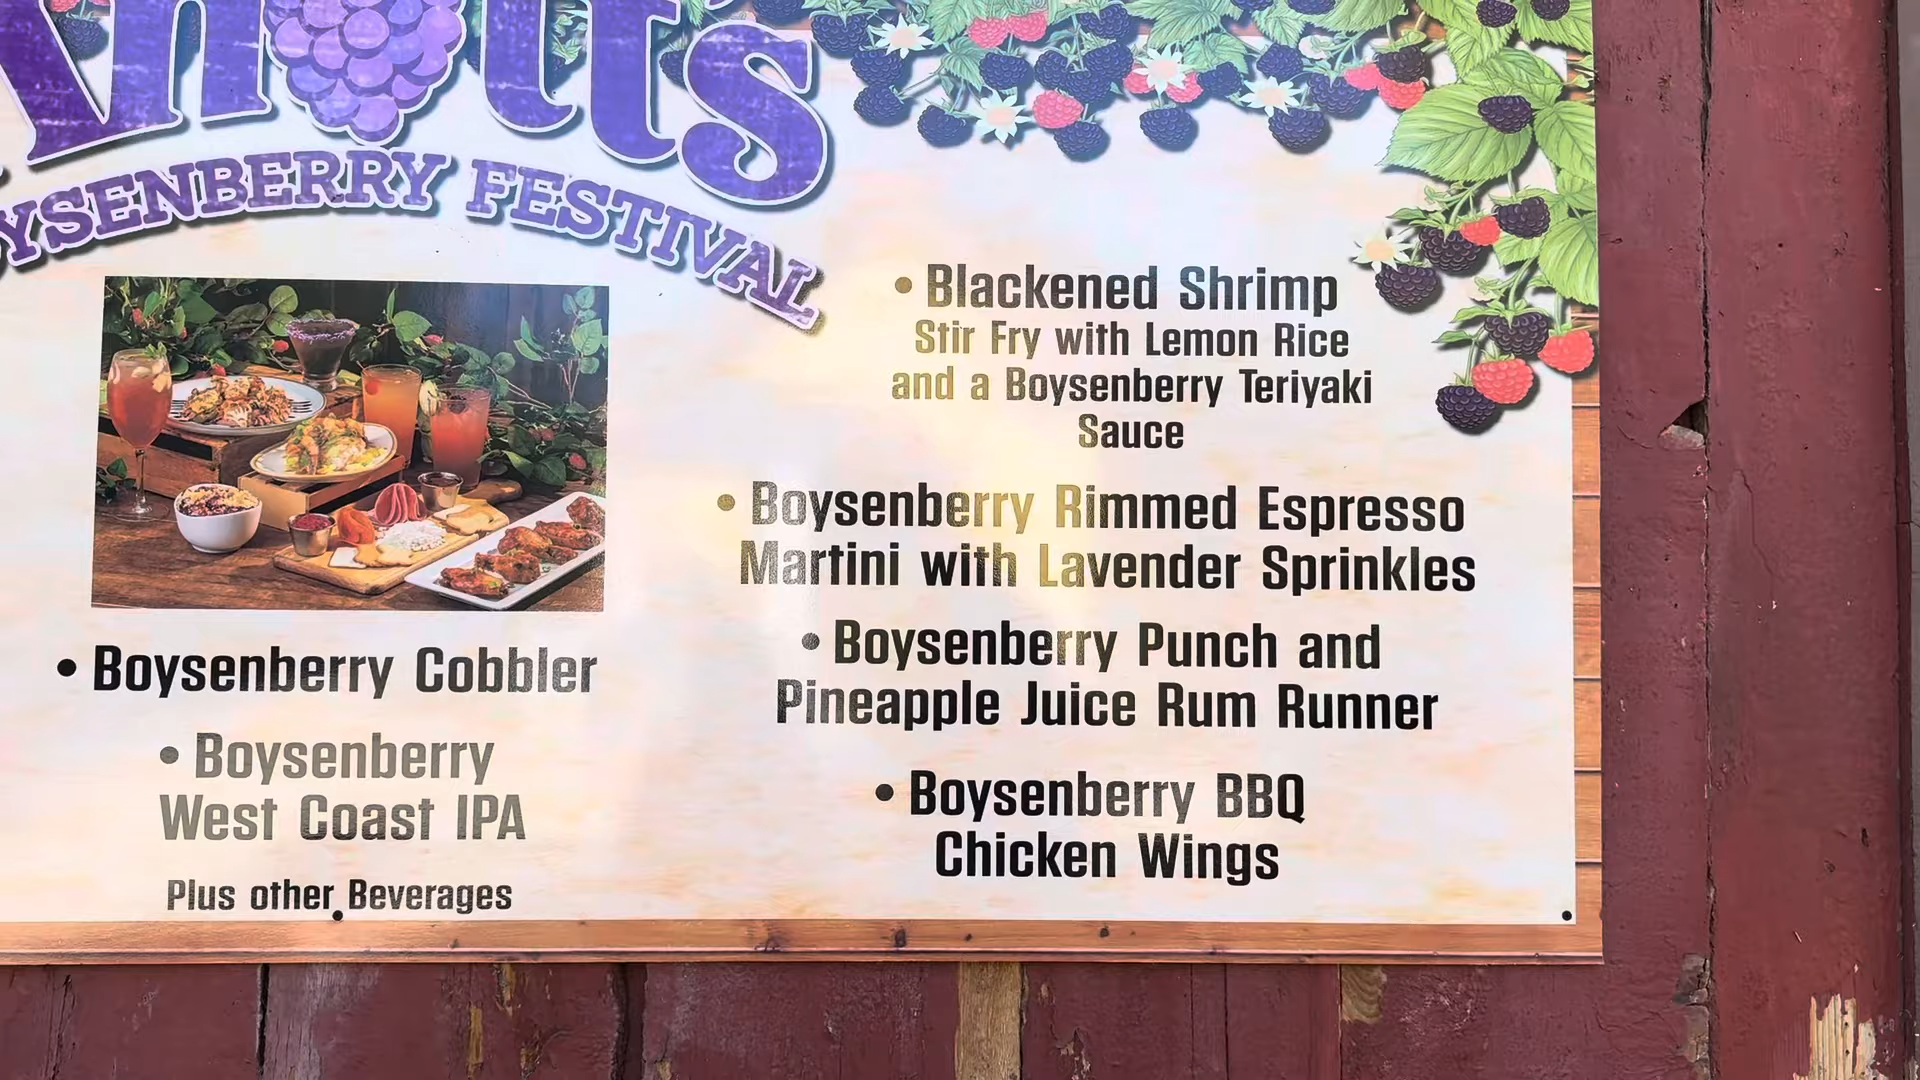 Knott's
BOYSENBERRY FESTIVAL
• Boysenberry Cobbler
• Boysenberry
West Coast IPA
Plus other Beverages
• Blackened Shrimp
Stir Fry with Lemon Rice
and a Boysenberry Teriyaki
Sauce
• Boysenberry Rimmed Espresso
Martini with Lavender Sprinkles
• Boysenberry Punch and
Pineapple Juice Rum Runner
• Boysenberry BBQ
Chicken Wings